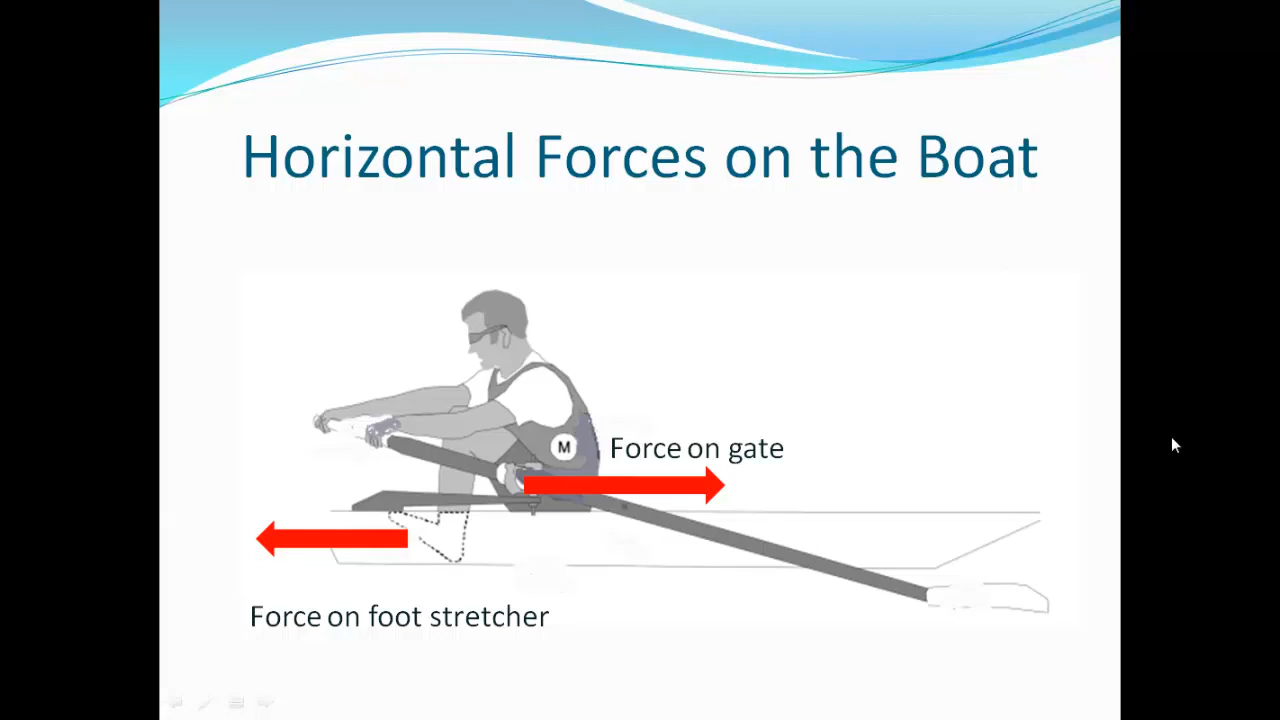 Horizontal Forces on the Boat
M
Force on gate
Force on foot stretcher